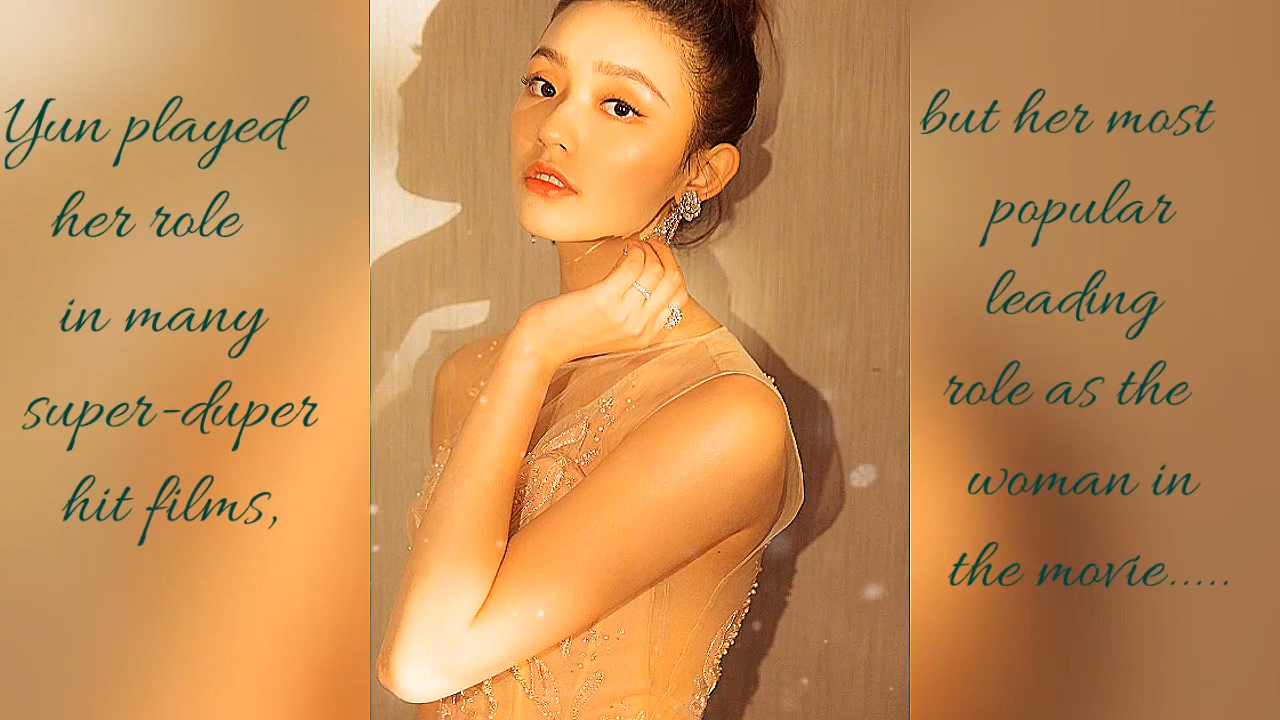 Yun played
her role
in many
super-duper
hit films,
but her most
popular
leading
role as the
woman in
the movie.....